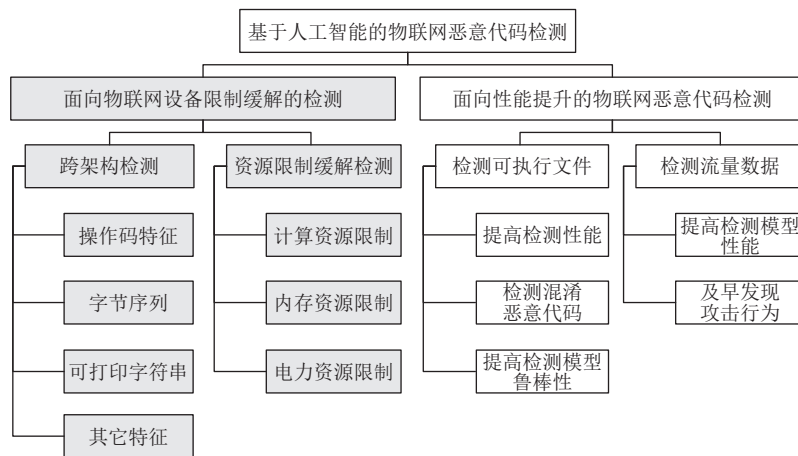 基于人工智能的物联网恶意代码检测
面向物联网设备限制缓解的检测
面向性能提升的物联网恶意代码检测
跨架构检测
资源限制缓解检测
检测可执行文件
检测流量数据
操作码特征
计算资源限制
提高检测性能
提高检测模型
性能
字节序列
内存资源限制
检测混淆
恶意代码
及早发现
攻击行为
可打印字符串
电力资源限制
提高检测模型
鲁棒性
其它特征